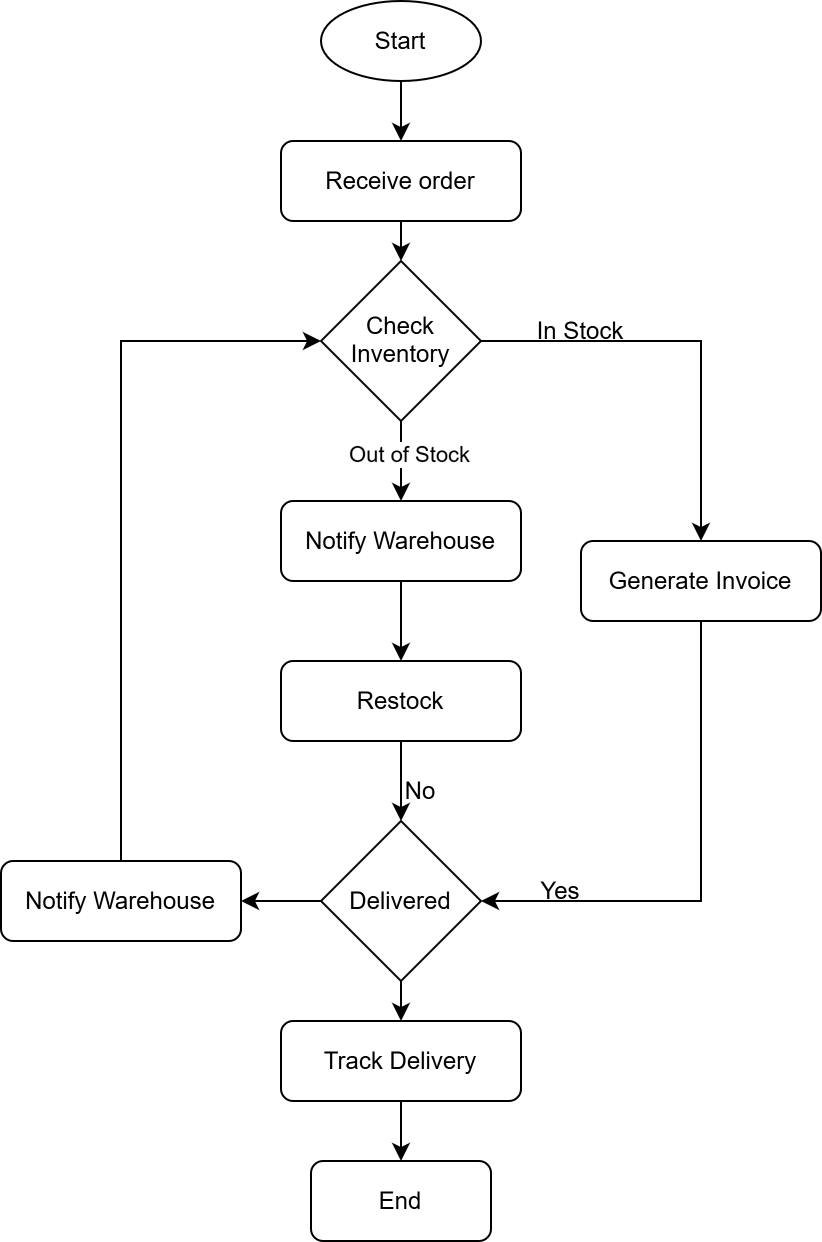 Start
Receive order
Check
Inventory
In Stock
Out of Stock
Notify Warehouse
Generate Invoice
Restock
No
Delivered
Yes
Notify Warehouse
Track Delivery
End